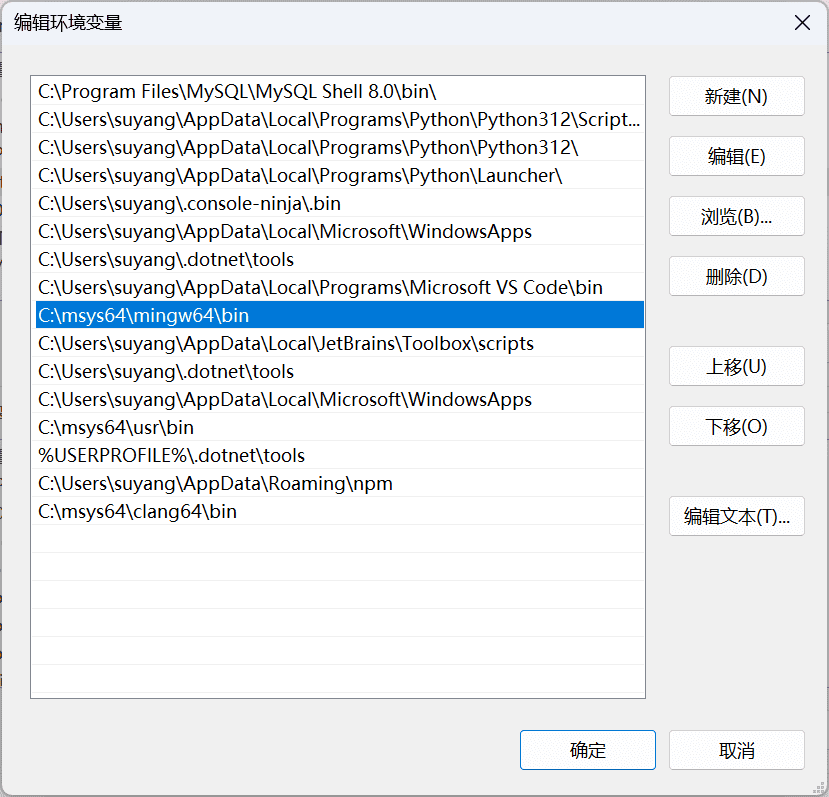 编辑环境变量
C:\Program Files\MySQL\MySQL Shell 8.0\bin\
C:\Users\suyang\AppData\Local\Programs\Python\Python312\Script...
C:\Users\suyang\AppData\Local\Programs\Python\Python312\
C:\Users\suyang\AppData\Local\Programs\Python\Launcher\
C:\Users\suyang\.console-ninja\.bin
C:\Users\suyang\AppData\Local\Microsoft\WindowsApps
C:\Users\suyang\.dotnet\tools
C:\Users\suyang\AppData\Local\Programs\Microsoft VS Code\bin
C:\msys64\mingw64\bin
C:\Users\suyang\AppData\Local\JetBrains\Toolbox\scripts
C:\Users\suyang\.dotnet\tools
C:\Users\suyang\AppData\Local\Microsoft\WindowsApps
C:\msys64\usr\bin
%USERPROFILE%\.dotnet\tools
C:\Users\suyang\AppData\Roaming\npm
C:\msys64\clang64\bin
新建(N)
编辑(E)
浏览(B)...
删除(D)
上移(U)
下移(O)
编辑文本(T)...
确定
取消